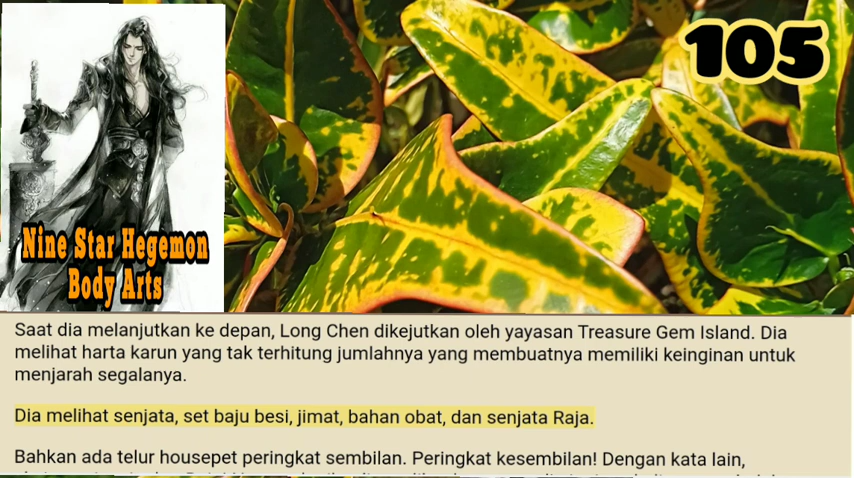 105
Nine Star Hegemon
Body Arts
Saat dia melanjutkan ke depan, Long Chen dikejutkan oleh yayasan Treasure Gem Island. Dia
melihat harta karun yang tak terhitung jumlahnya yang membuatnya memiliki keinginan untuk
menjarah segalanya.
Dia melihat senjata, set baju besi, jimat, bahan obat, dan senjata Raja.
Bahkan ada telur housepet peringkat sembilan. Peringkat kesembilan! Dengan kata lain,